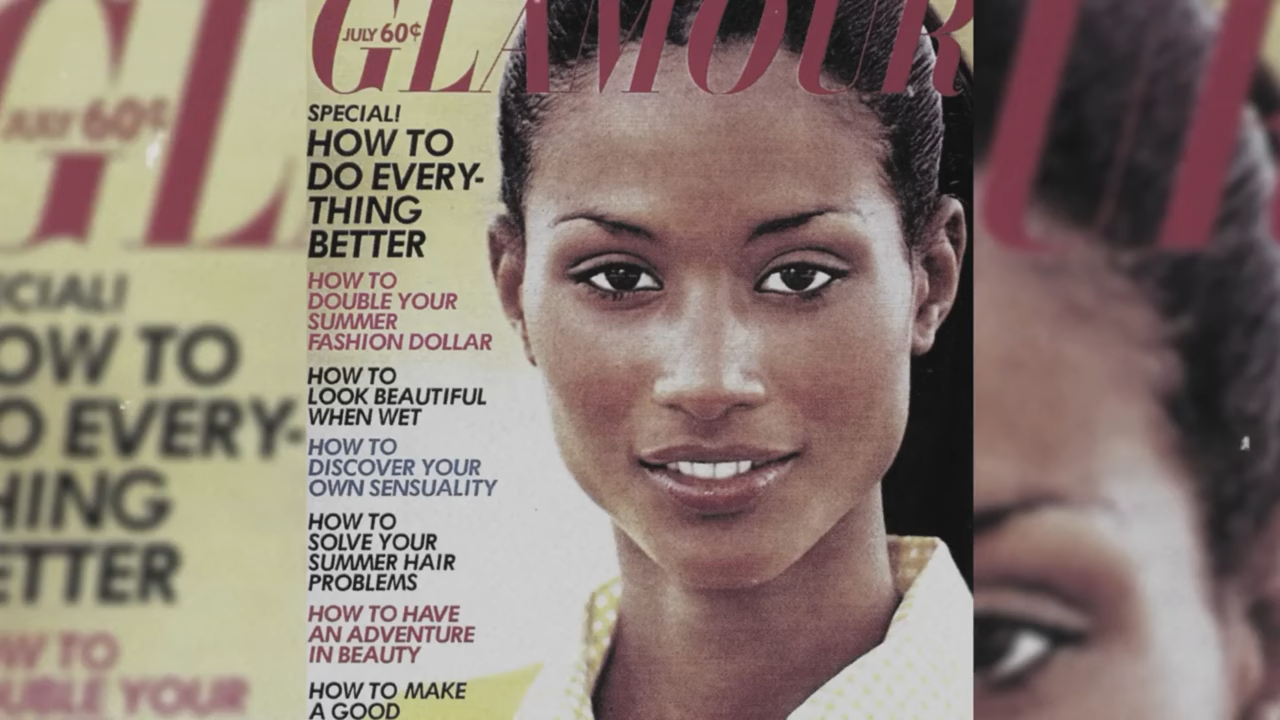 GLAMOUR
JULY 60¢
SPECIAL!
HOW TO
DO EVERY-
THING
BETTER
HOW TO
DOUBLE YOUR
SUMMER
FASHION DOLLAR
HOW TO
LOOK BEAUTIFUL
WHEN WET
HOW TO
DISCOVER YOUR
OWN SENSUALITY
HOW TO
SOLVE YOUR
SUMMER HAIR
PROBLEMS
HOW TO HAVE
AN ADVENTURE
IN BEAUTY
HOW TO MAKE
A GOOD